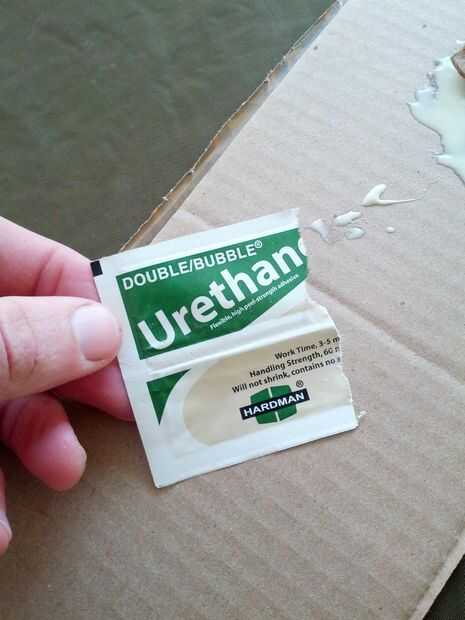 DOUBLE/BUBBLE®
Urethan
Flexible, high peel-strength adhesive
Work Time, 3-5 m
Handling Strength, 60
Will not shrink, contains no
HARDMAN®